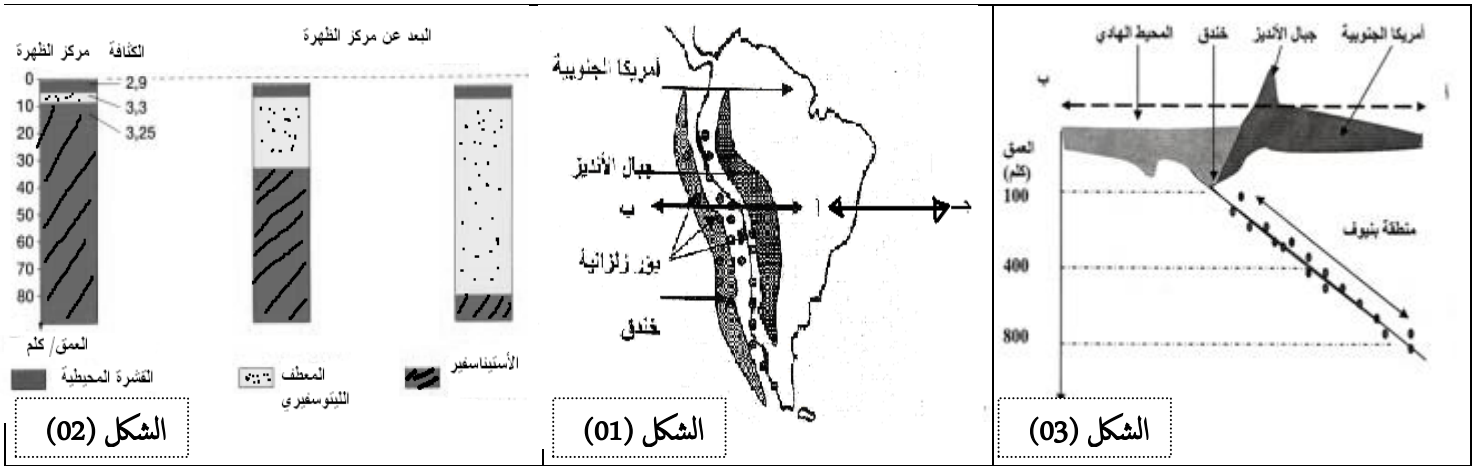 البعد عن مركز الظهرة
مركز الظهرة
الكثافة
0
10
20
30
40
50
60
70
80
2,9
3,3
3,25
العمق/ كلم
القشرة المحيطية
المعطف
الليتوسفيري
الأستيناسفير
الشكل (02)
أمريكا الجنوبية
جبال الأنديز
ب
أ
بؤر زلزالية
خندق
الشكل (01)
المحيط الهادي
خندق
جبال الأنديز
أمريكا الجنوبية
ب
أ
العمق
(كلم)
100
400
800
منطقة بنيوف
الشكل (03)